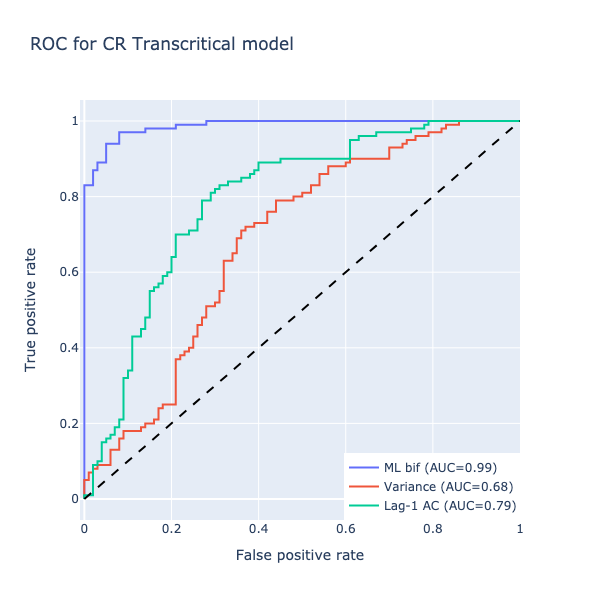 ROC for CR Transcritical model
1
0.8
0.6
0.4
0.2
0
True positive rate
ML bif (AUC=0.99)
Variance (AUC=0.68)
Lag-1 AC (AUC=0.79)
0 0.2 0.4 0.6 0.8 1
False positive rate